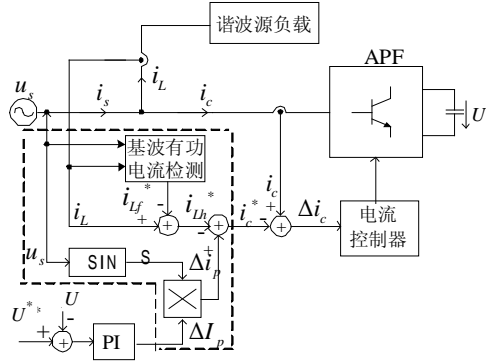 谐波源负载
APF
i_L
u_s
i_s
i_c
U
基波有功
电流检测
i_c
i_Lf*
i_Lh*
i_c*
Δi_c
电流
控制器
i_L
- + - + - +
u_s
SIN
S
Δi_p
U*
U
+ -
PI
ΔI_p